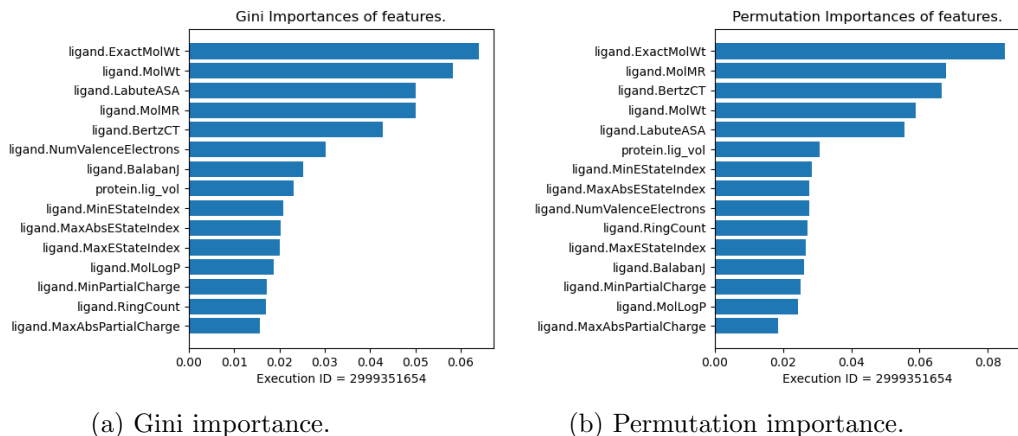 Gini Importances of features.
ligand.ExactMolWt
ligand.MolWt
ligand.LabuteASA
ligand.MolMR
ligand.BertzCT
ligand.NumValenceElectrons
ligand.BalabanJ
protein.lig_vol
ligand.MinEStateIndex
ligand.MaxAbsEStateIndex
ligand.MaxEStateIndex
ligand.MolLogP
ligand.MinPartialCharge
ligand.RingCount
ligand.MaxAbsPartialCharge
0.00 0.01 0.02 0.03 0.04 0.05 0.06
Execution ID = 2999351654
(a) Gini importance.
Permutation Importances of features.
ligand.ExactMolWt
ligand.MolMR
ligand.BertzCT
ligand.MolWt
ligand.LabuteASA
protein.lig_vol
ligand.MinEStateIndex
ligand.MaxAbsEStateIndex
ligand.NumValenceElectrons
ligand.RingCount
ligand.MaxEStateIndex
ligand.BalabanJ
ligand.MinPartialCharge
ligand.MolLogP
ligand.MaxAbsPartialCharge
0.00 0.02 0.04 0.06 0.08
Execution ID = 2999351654
(b) Permutation importance.